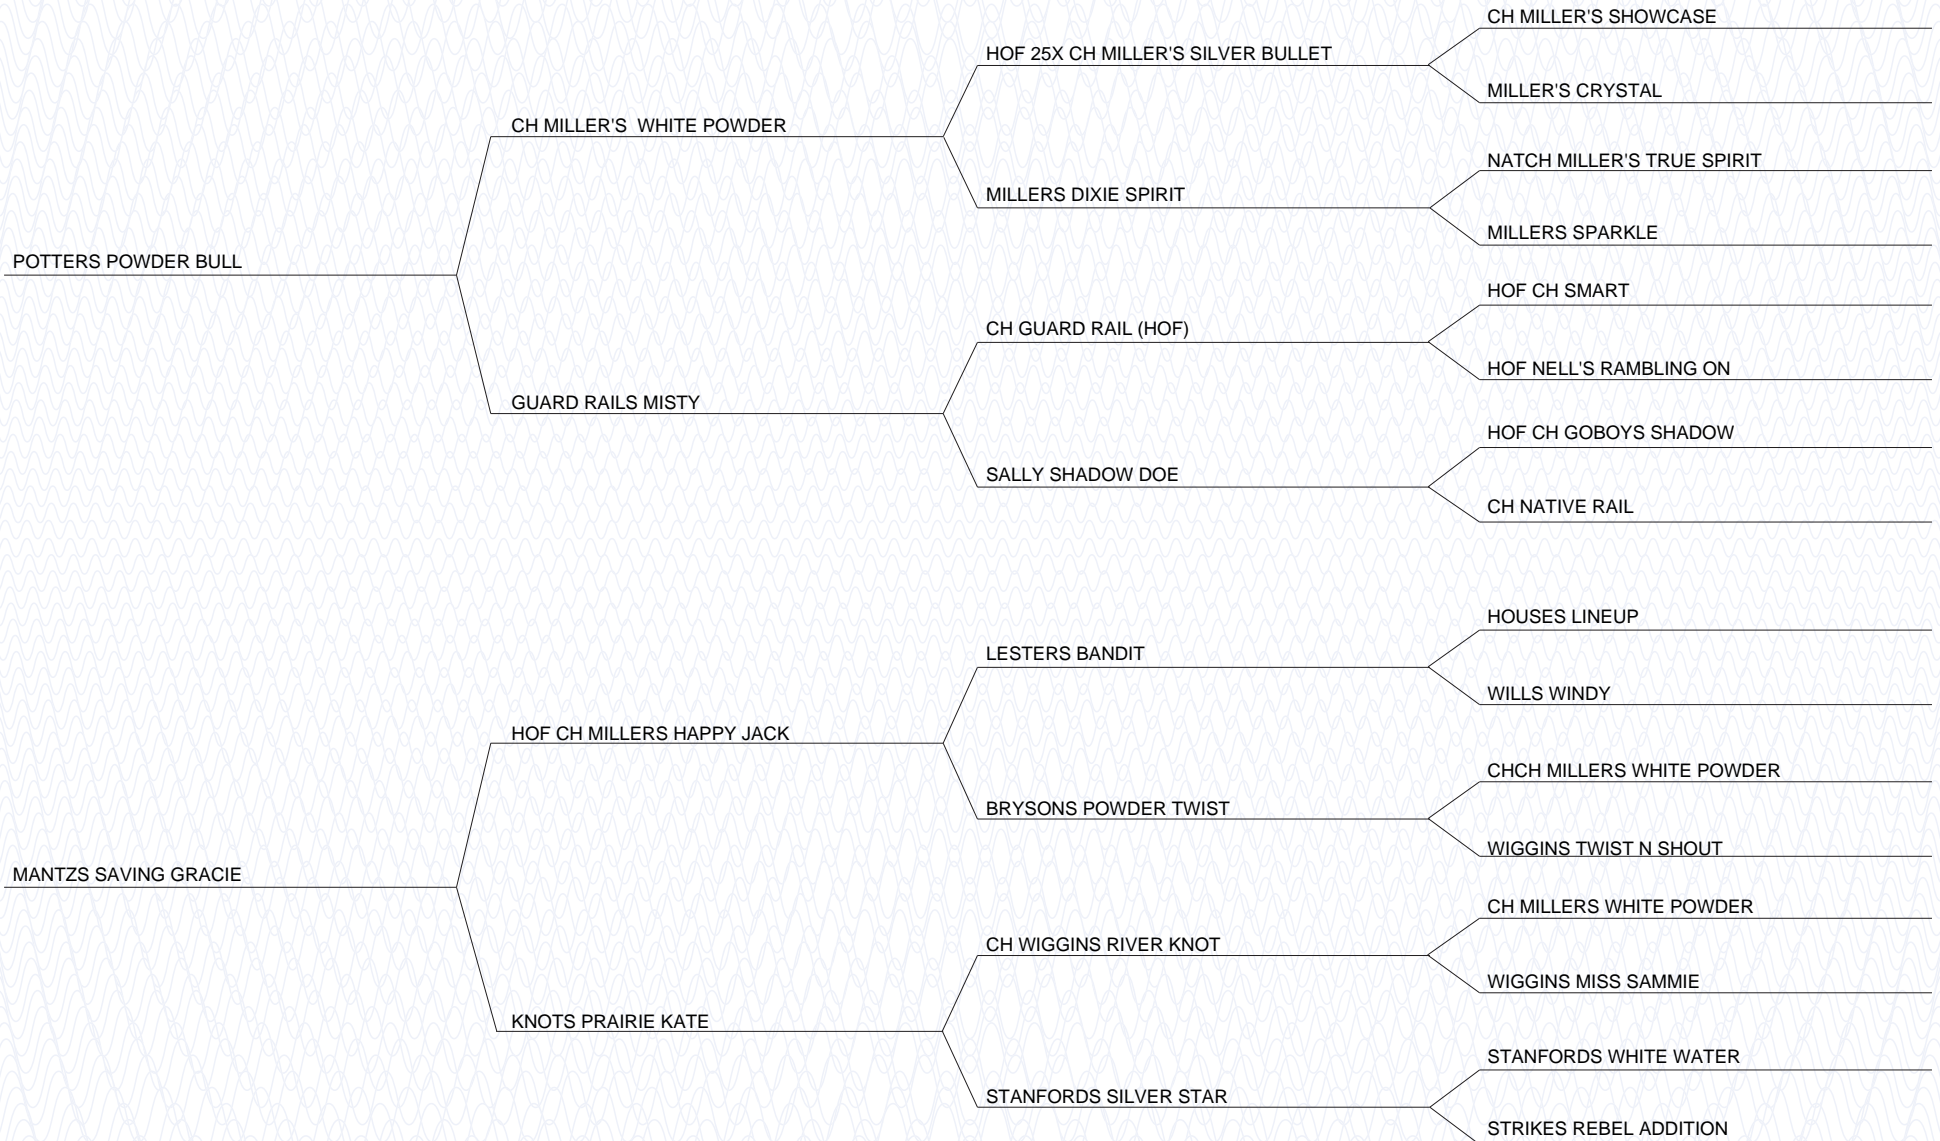 CH MILLER'S SHOWCASE
HOF 25X CH MILLER'S SILVER BULLET
MILLER'S CRYSTAL
CH MILLER'S  WHITE POWDER
NATCH MILLER'S TRUE SPIRIT
MILLERS DIXIE SPIRIT
MILLERS SPARKLE
POTTERS POWDER BULL
HOF CH SMART
CH GUARD RAIL (HOF)
HOF NELL'S RAMBLING ON
GUARD RAILS MISTY
HOF CH GOBOYS SHADOW
SALLY SHADOW DOE
CH NATIVE RAIL
HOUSES LINEUP
LESTERS BANDIT
WILLS WINDY
HOF CH MILLERS HAPPY JACK
CHCH MILLERS WHITE POWDER
BRYSONS POWDER TWIST
WIGGINS TWIST N SHOUT
MANTZS SAVING GRACIE
CH MILLERS WHITE POWDER
CH WIGGINS RIVER KNOT
WIGGINS MISS SAMMIE
KNOTS PRAIRIE KATE
STANFORDS WHITE WATER
STANFORDS SILVER STAR
STRIKES REBEL ADDITION